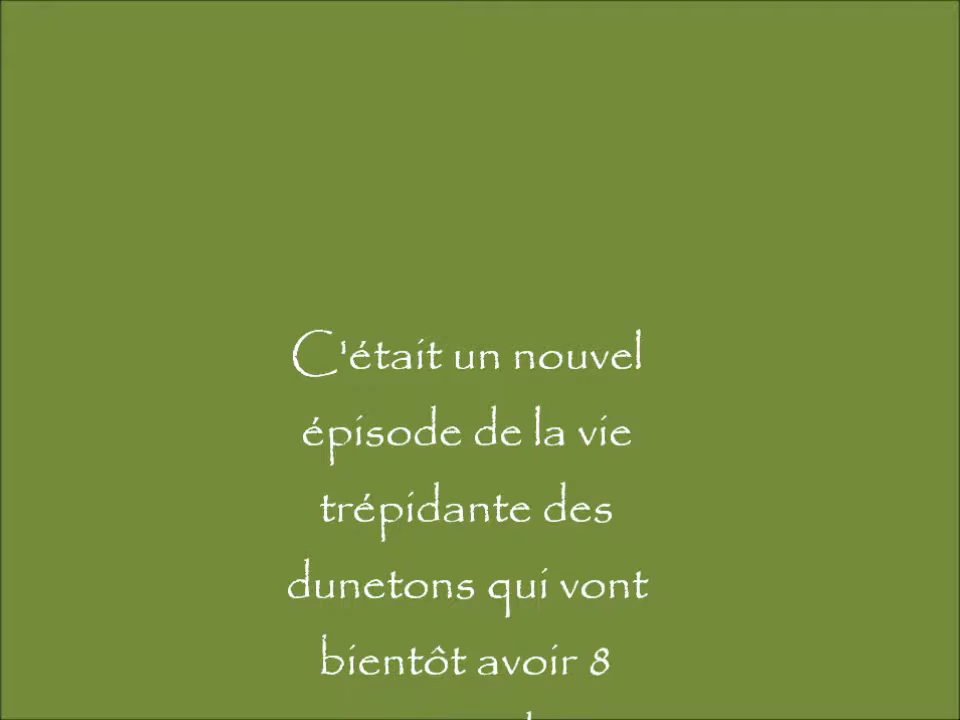 C'était un nouvel
épisode de la vie
trépidante des
dunetons qui vont
bientôt avoir 8